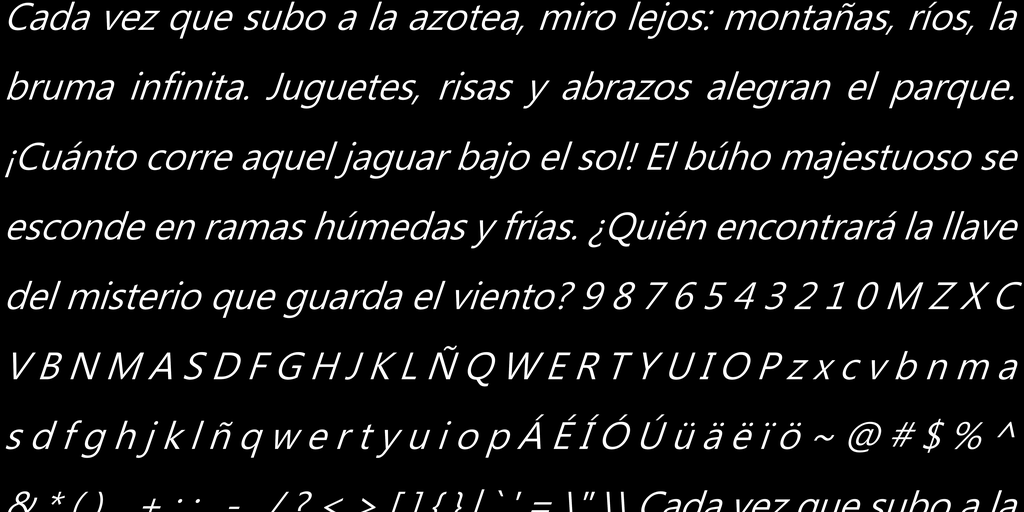 Cada vez que subo a la azotea, miro lejos: montañas, ríos, la
bruma infinita. Juguetes, risas y abrazos alegran el parque.
¡Cuánto corre aquel jaguar bajo el sol! El búho majestuoso se
esconde en ramas húmedas y frías. ¿Quién encontrará la llave
del misterio que guarda el viento? 9 8 7 6 5 4 3 2 1 0 M Z X C
V B N M A S D F G H J K L Ñ Q W E R T Y U I O P z x c v b n m a
s d f g h j k l ñ q w e r t y u i o p Á É Í Ó Ú ü ä ë ï ö ~ @ # $ % ^
& * ( ) _ + : ; , - . / ? < > [ ] { } | ` ' = \" \\ Cada vez que subo a la